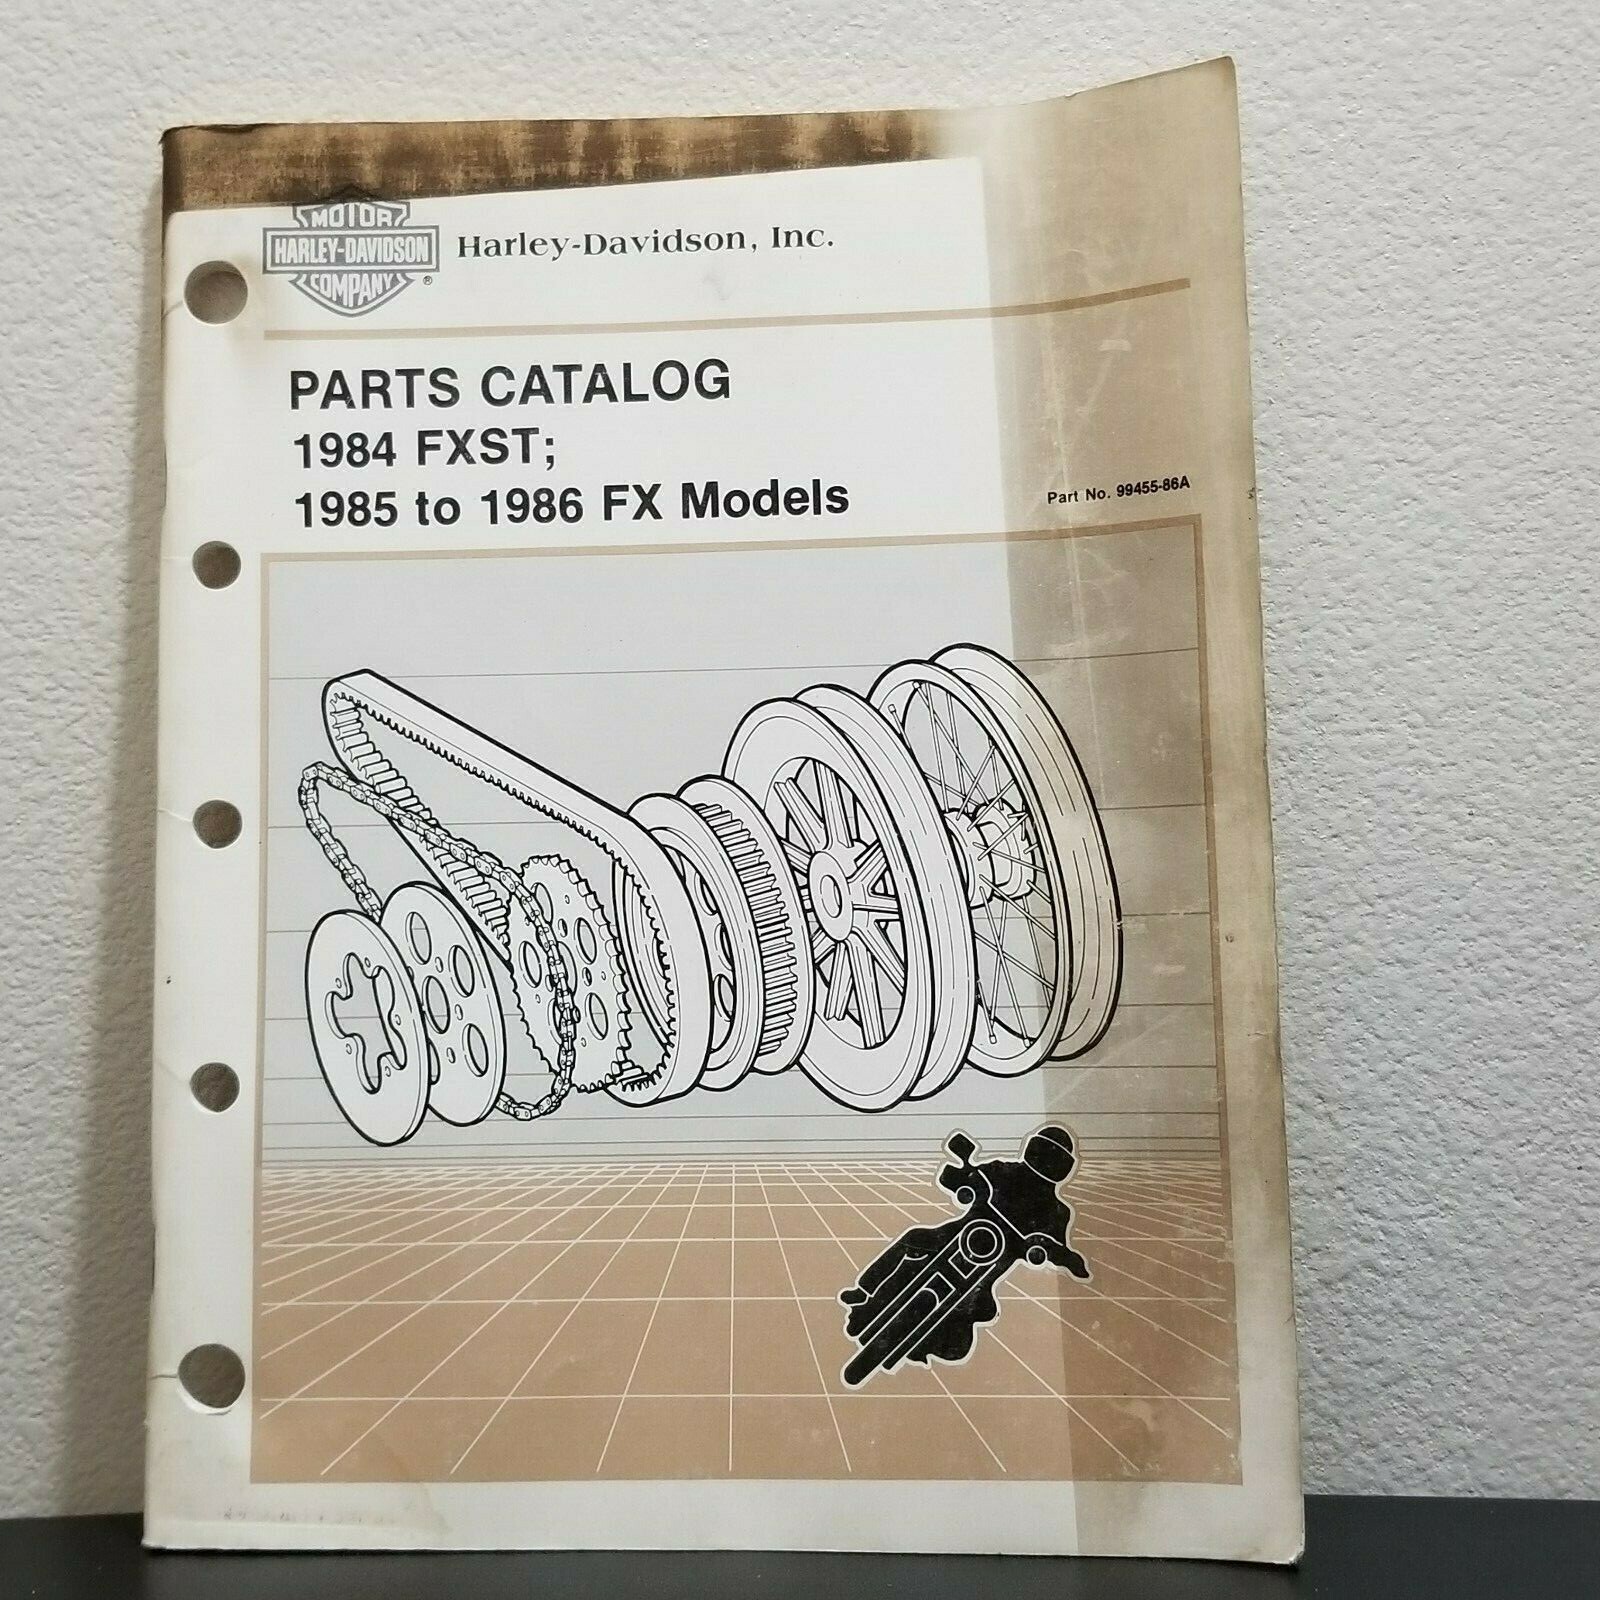 MOTOR
HARLEY-DAVIDSON
COMPANY
®
Harley-Davidson, Inc.
PARTS CATALOG
1984 FXST;
1985 to 1986 FX Models
Part No. 99455-86A